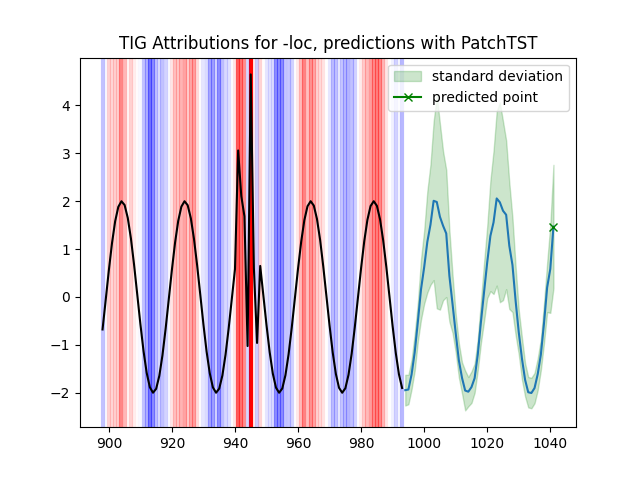 TIG Attributions for -loc, predictions with PatchTST
standard deviation
predicted point
4
3
2
1
0
−1
−2
900 920 940 960 980 1000 1020 1040